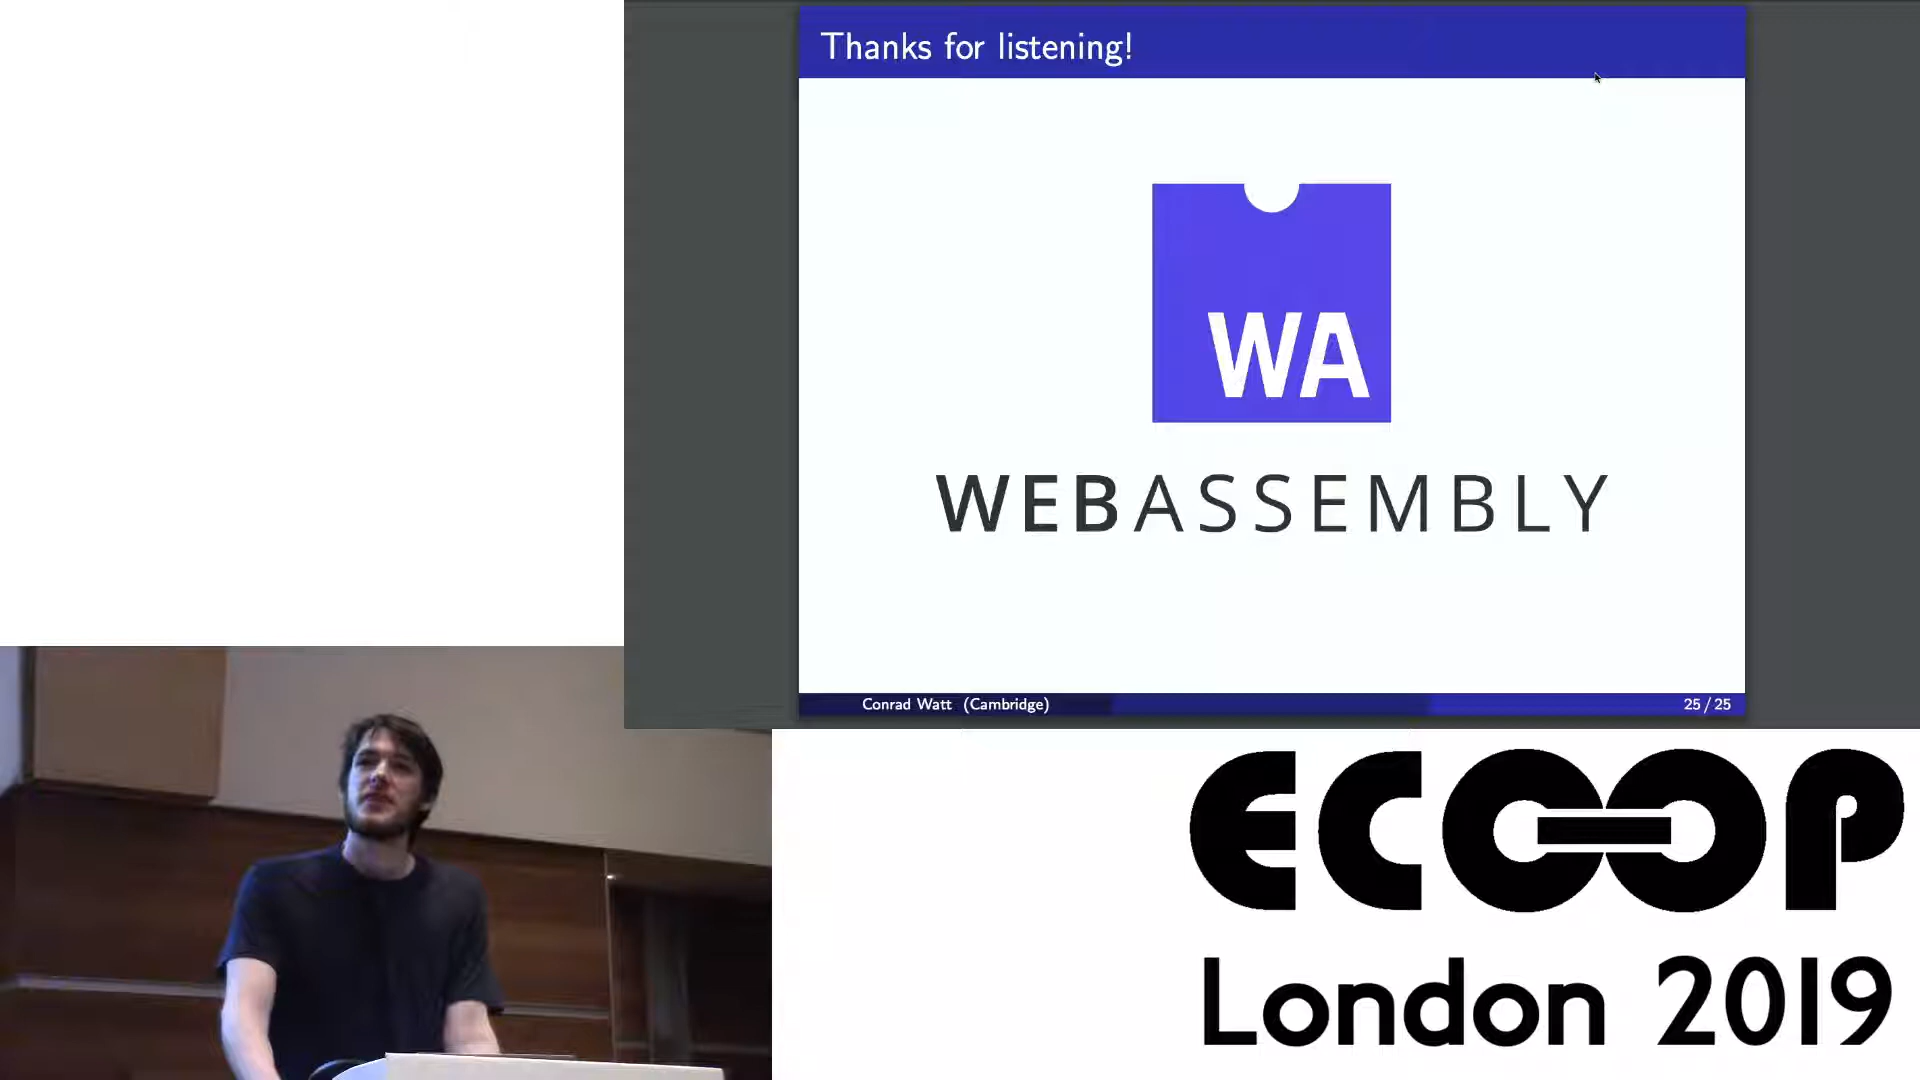 Thanks for listening!
WA
WEBASSEMBLY
Conrad Watt (Cambridge)
25 / 25
ECOOP
London 2019